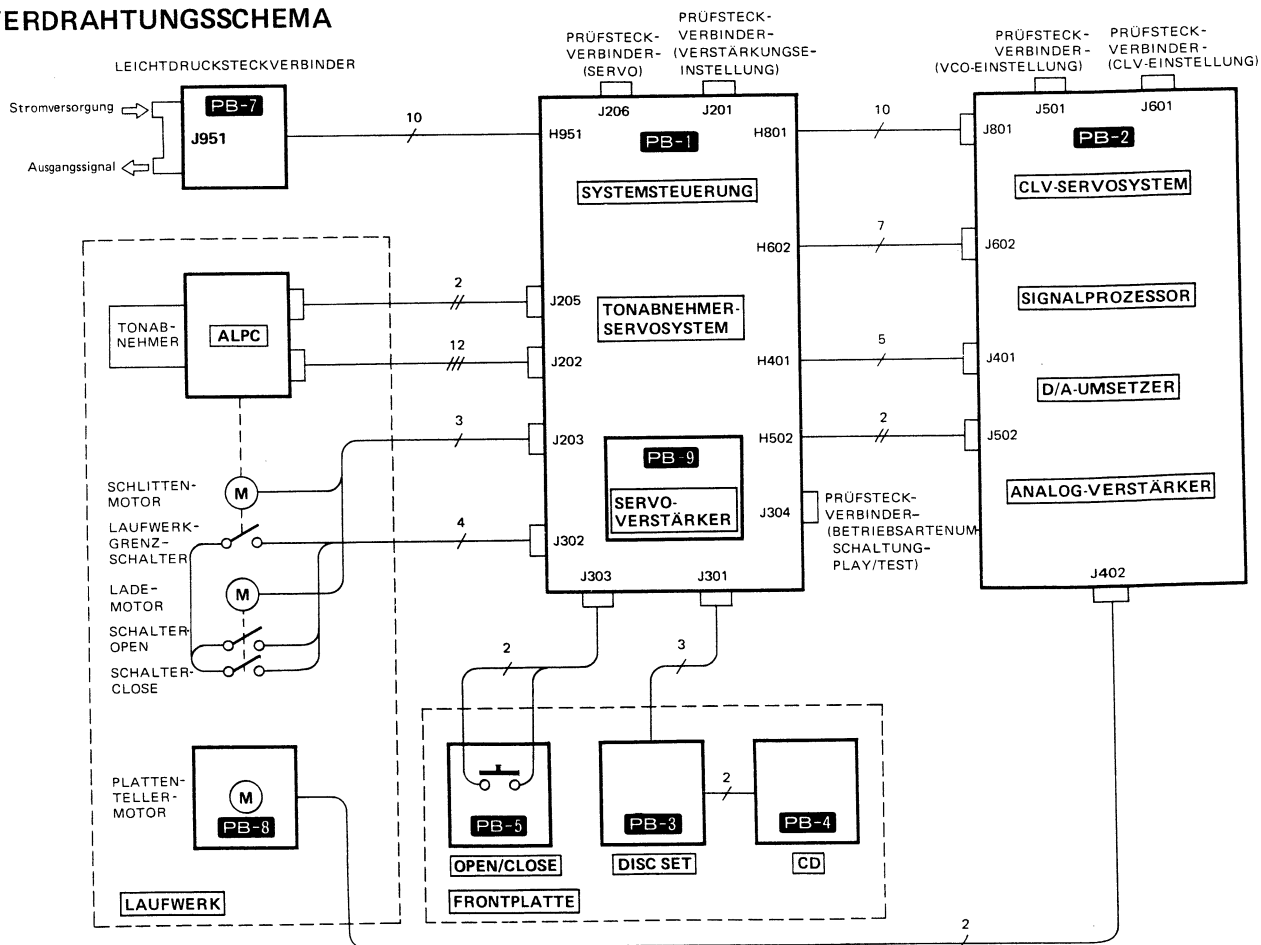 VERDRAHTUNGSSCHEMA
LEICHTDRUCKSTECKVERBINDER
Stromversorgung
PB-7
J951
Ausgangssignal
10
PRÜFSTECK-
VERBINDER-
(SERVO)
PRÜFSTECK-
VERBINDER-
(VERSTÄRKUNGSE-
INSTELLUNG)
J206
J201
H951
PB-1
H801
SYSTEMSTEUERUNG
H602
J205
TONABNEHMER-
SERVOSYSTEM
J202
H401
J203
H502
PB-9
SERVO-
VERSTÄRKER
J304
J302
J303
J301
PRÜFSTECK-
VERBINDER-
(BETRIEBSARTENUM
SCHALTUNG-
PLAY/TEST)
10
7
5
2
PRÜFSTECK-
VERBINDER-
(VCO-EINSTELLUNG)
PRÜFSTECK-
VERBINDER-
(CLV-EINSTELLUNG)
J501
J601
J801
PB-2
CLV-SERVOSYSTEM
J602
SIGNALPROZESSOR
J401
D/A-UMSETZER
J502
ANALOG-VERSTÄRKER
J402
TONAB-
NEHMER
ALPC
2
12
3
4
SCHLITTEN-
MOTOR
M
LAUFWERK-
GRENZ-
SCHALTER
LADE-
MOTOR
M
SCHALTER-
OPEN
SCHALTER-
CLOSE
PLATTEN-
TELLER-
MOTOR
M
PB-8
LAUFWERK
2
3
PB-5
PB-3
2
PB-4
OPEN/CLOSE
DISC SET
CD
FRONTPLATTE
2